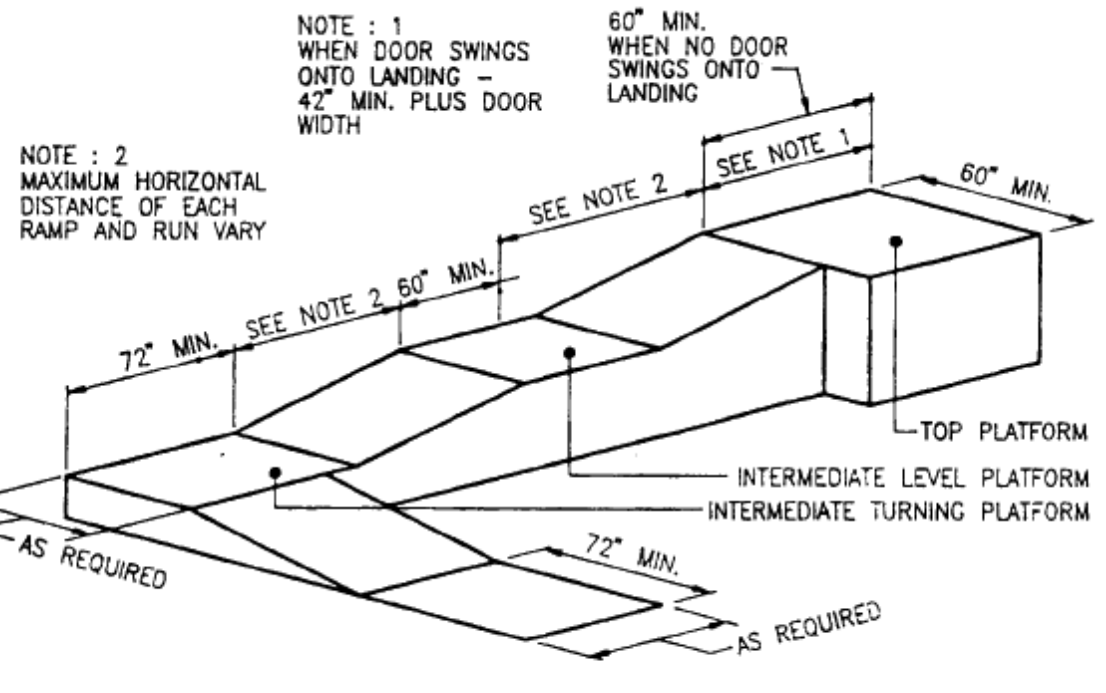 NOTE : 1
WHEN DOOR SWINGS
ONTO LANDING –
42" MIN. PLUS DOOR
WIDTH
60" MIN.
WHEN NO DOOR
SWINGS ONTO
LANDING
NOTE : 2
MAXIMUM HORIZONTAL
DISTANCE OF EACH
RAMP AND RUN VARY
SEE NOTE 1
SEE NOTE 2
60" MIN.
60" MIN.
SEE NOTE 2
72" MIN.
TOP PLATFORM
INTERMEDIATE LEVEL PLATFORM
INTERMEDIATE TURNING PLATFORM
AS REQUIRED
72" MIN.
AS REQUIRED